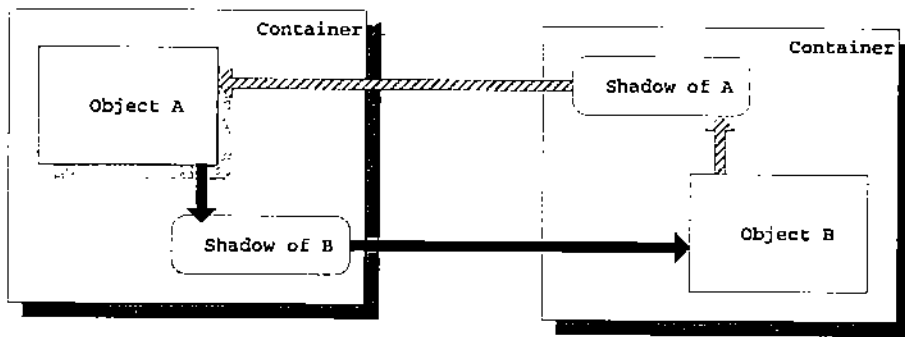 Container
Object A
Shadow of B
Container
Shadow of A
Object B